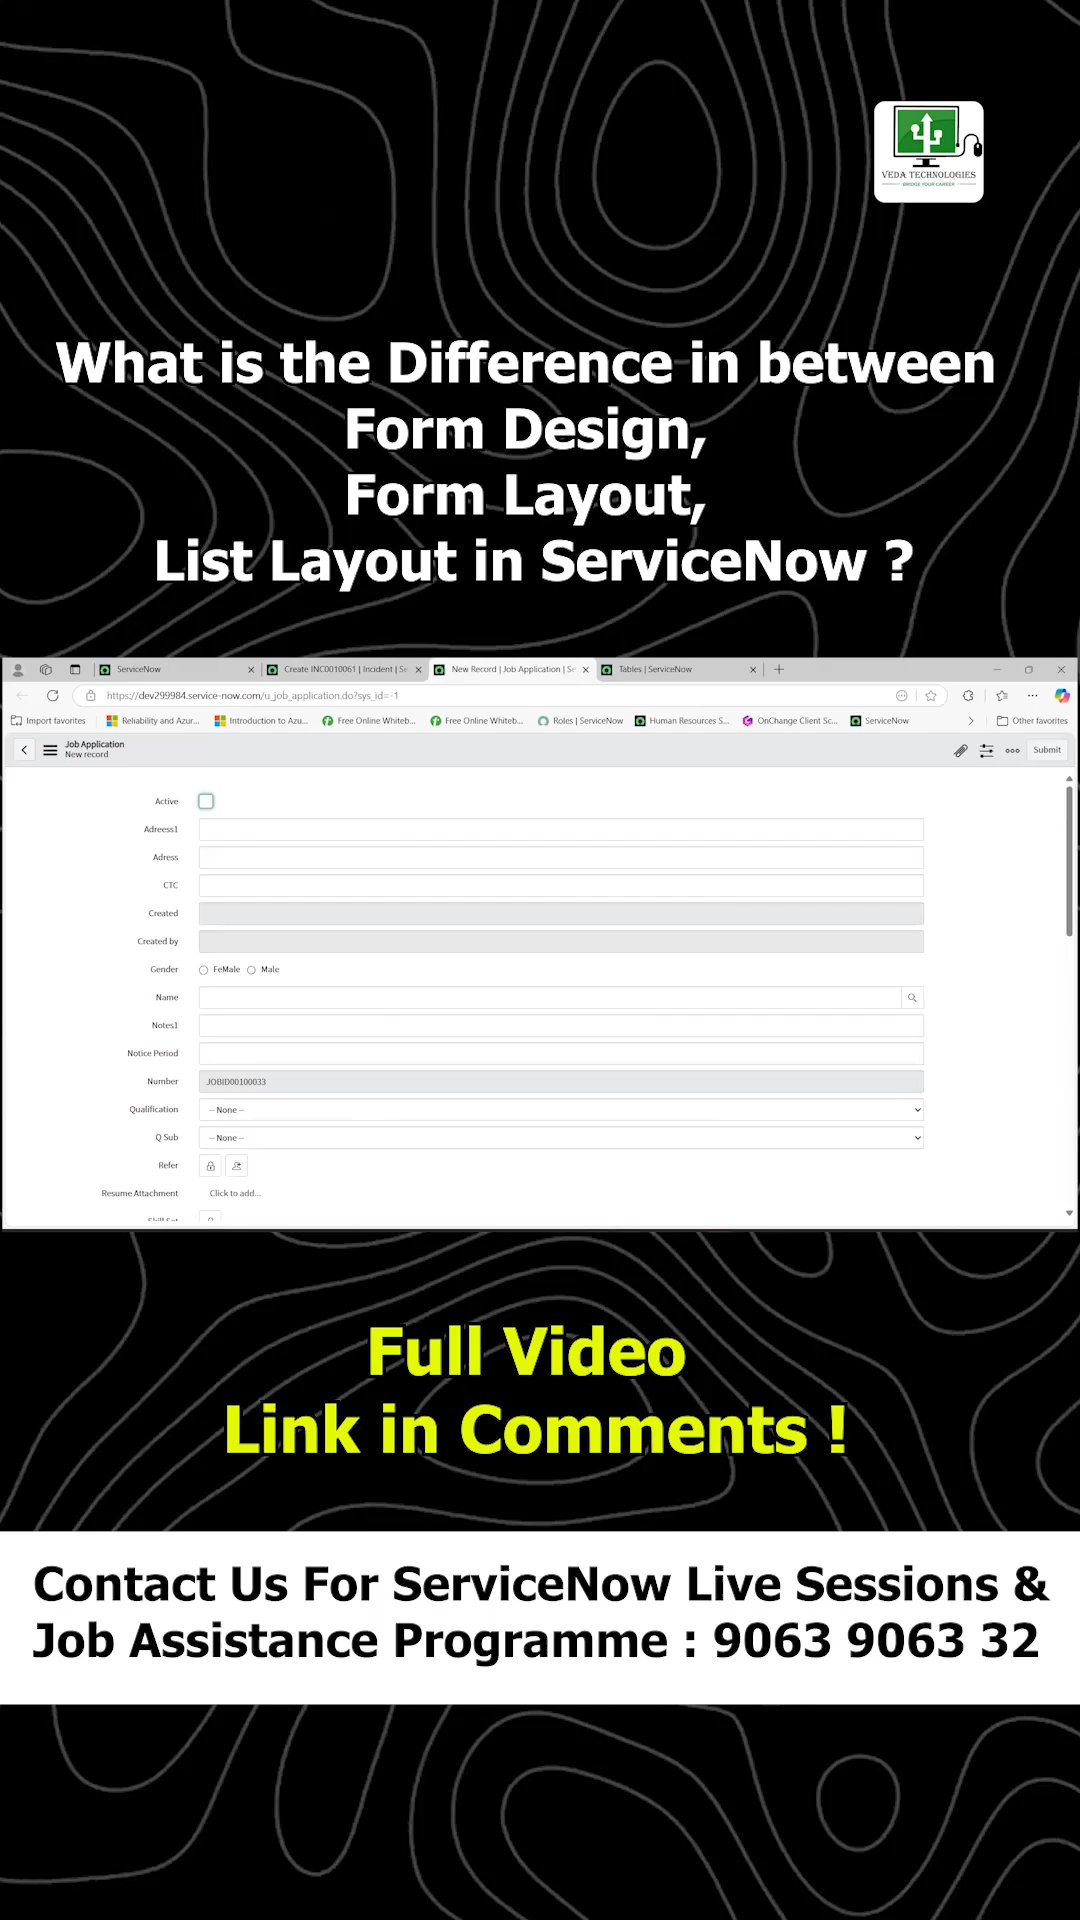 VEDA TECHNOLOGIES
BRIDGE YOUR CAREER
What is the Difference in between
Form Design,
Form Layout,
List Layout in ServiceNow ?
ServiceNow
Create INC0010061 | Incident | Se
New Record | Job Application | Se
Tables | ServiceNow
https://dev299984.service-now.com/u_job_application.do?sys_id=-1
Import favorites
Reliability and Azur...
Introduction to Azu...
Free Online Whiteb...
Free Online Whiteb...
Roles | ServiceNow
Human Resources S...
OnChange Client Sc...
ServiceNow
Other favorites
Job Application
New record
Submit
Active
Adreess1
Adress
CTC
Created
Created by
Gender FeMale Male
Name
Notes1
Notice Period
Number JOBID00100033
Qualification -- None --
Q Sub -- None --
Refer
Resume Attachment Click to add...
Full Video
Link in Comments !
Contact Us For ServiceNow Live Sessions &
Job Assistance Programme : 9063 9063 32